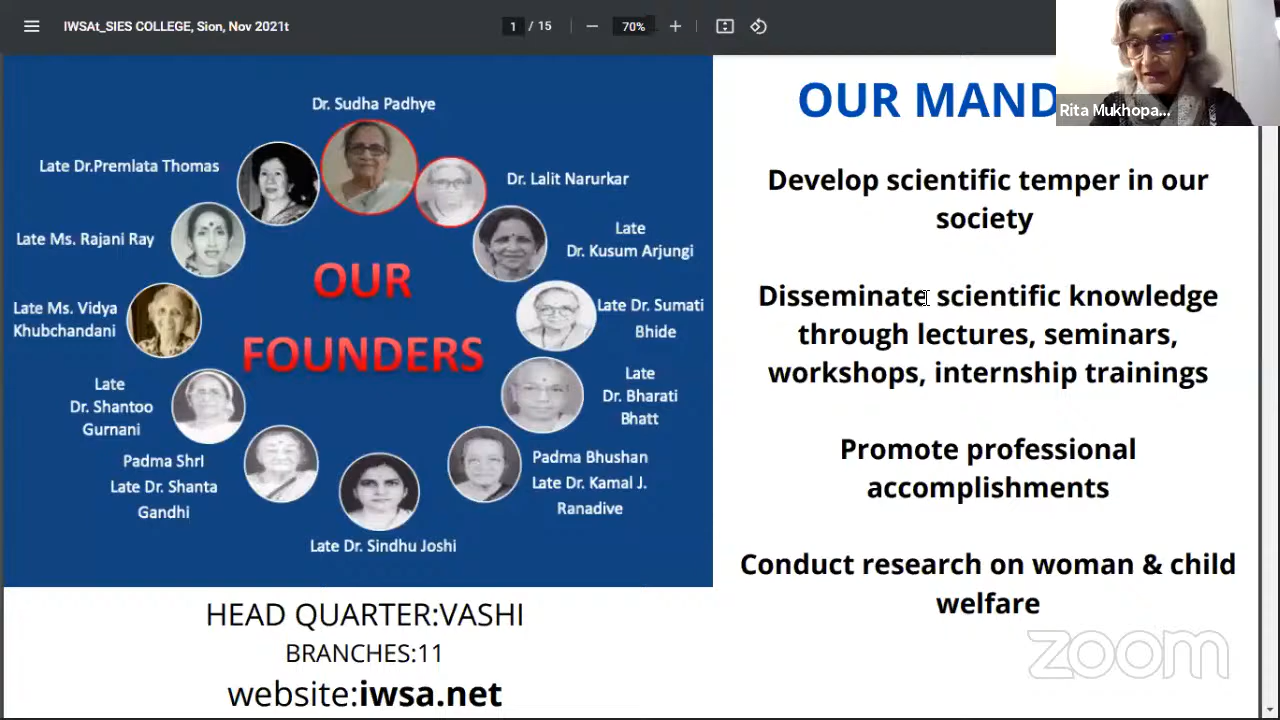 IWSAt_SIES COLLEGE, Sion, Nov 2021t
1 / 15
70%
Rita Mukhopa...
Dr. Sudha Padhye
Late Dr.Premlata Thomas
Dr. Lalit Narurkar
Late Ms. Rajani Ray
Late
Dr. Kusum Arjungi
Late Ms. Vidya
Khubchandani
Late Dr. Sumati
Bhide
Late
Dr. Shantoo
Gurnani
Late
Dr. Bharati
Bhatt
Padma Shri
Late Dr. Shanta
Gandhi
Padma Bhushan
Late Dr. Kamal J.
Ranadive
Late Dr. Sindhu Joshi
OUR
FOUNDERS
HEAD QUARTER:VASHI
BRANCHES:11
website:iwsa.net
OUR MAND
Develop scientific temper in our
society
Disseminate scientific knowledge
through lectures, seminars,
workshops, internship trainings
Promote professional
accomplishments
Conduct research on woman & child
welfare
zoom